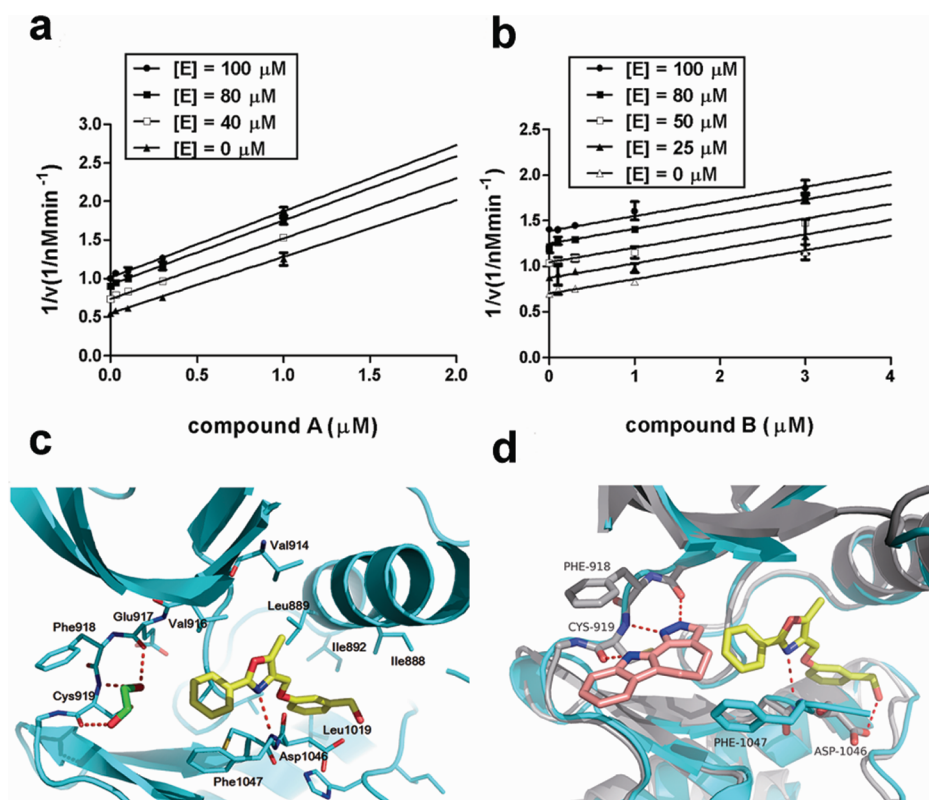 a
[E] = 100 μM
[E] = 80 μM
[E] = 40 μM
[E] = 0 μM
3.0
2.5
2.0
1.5
1.0
0.5
0.0
1/v(1/nMmin⁻¹)
0.0 0.5 1.0 1.5 2.0
compound A (μM)
b
[E] = 100 μM
[E] = 80 μM
[E] = 50 μM
[E] = 25 μM
[E] = 0 μM
2.5
2.0
1.5
1.0
0.5
0.0
1/v(1/nMmin⁻¹)
0 1 2 3 4
compound B (μM)
c
Val914
Leu889
Glu917
Val916
Phe918
Ile892
Ile888
Cys919
Leu1019
Asp1046
Phe1047
d
PHE-918
CYS-919
PHE-1047
ASP-1046